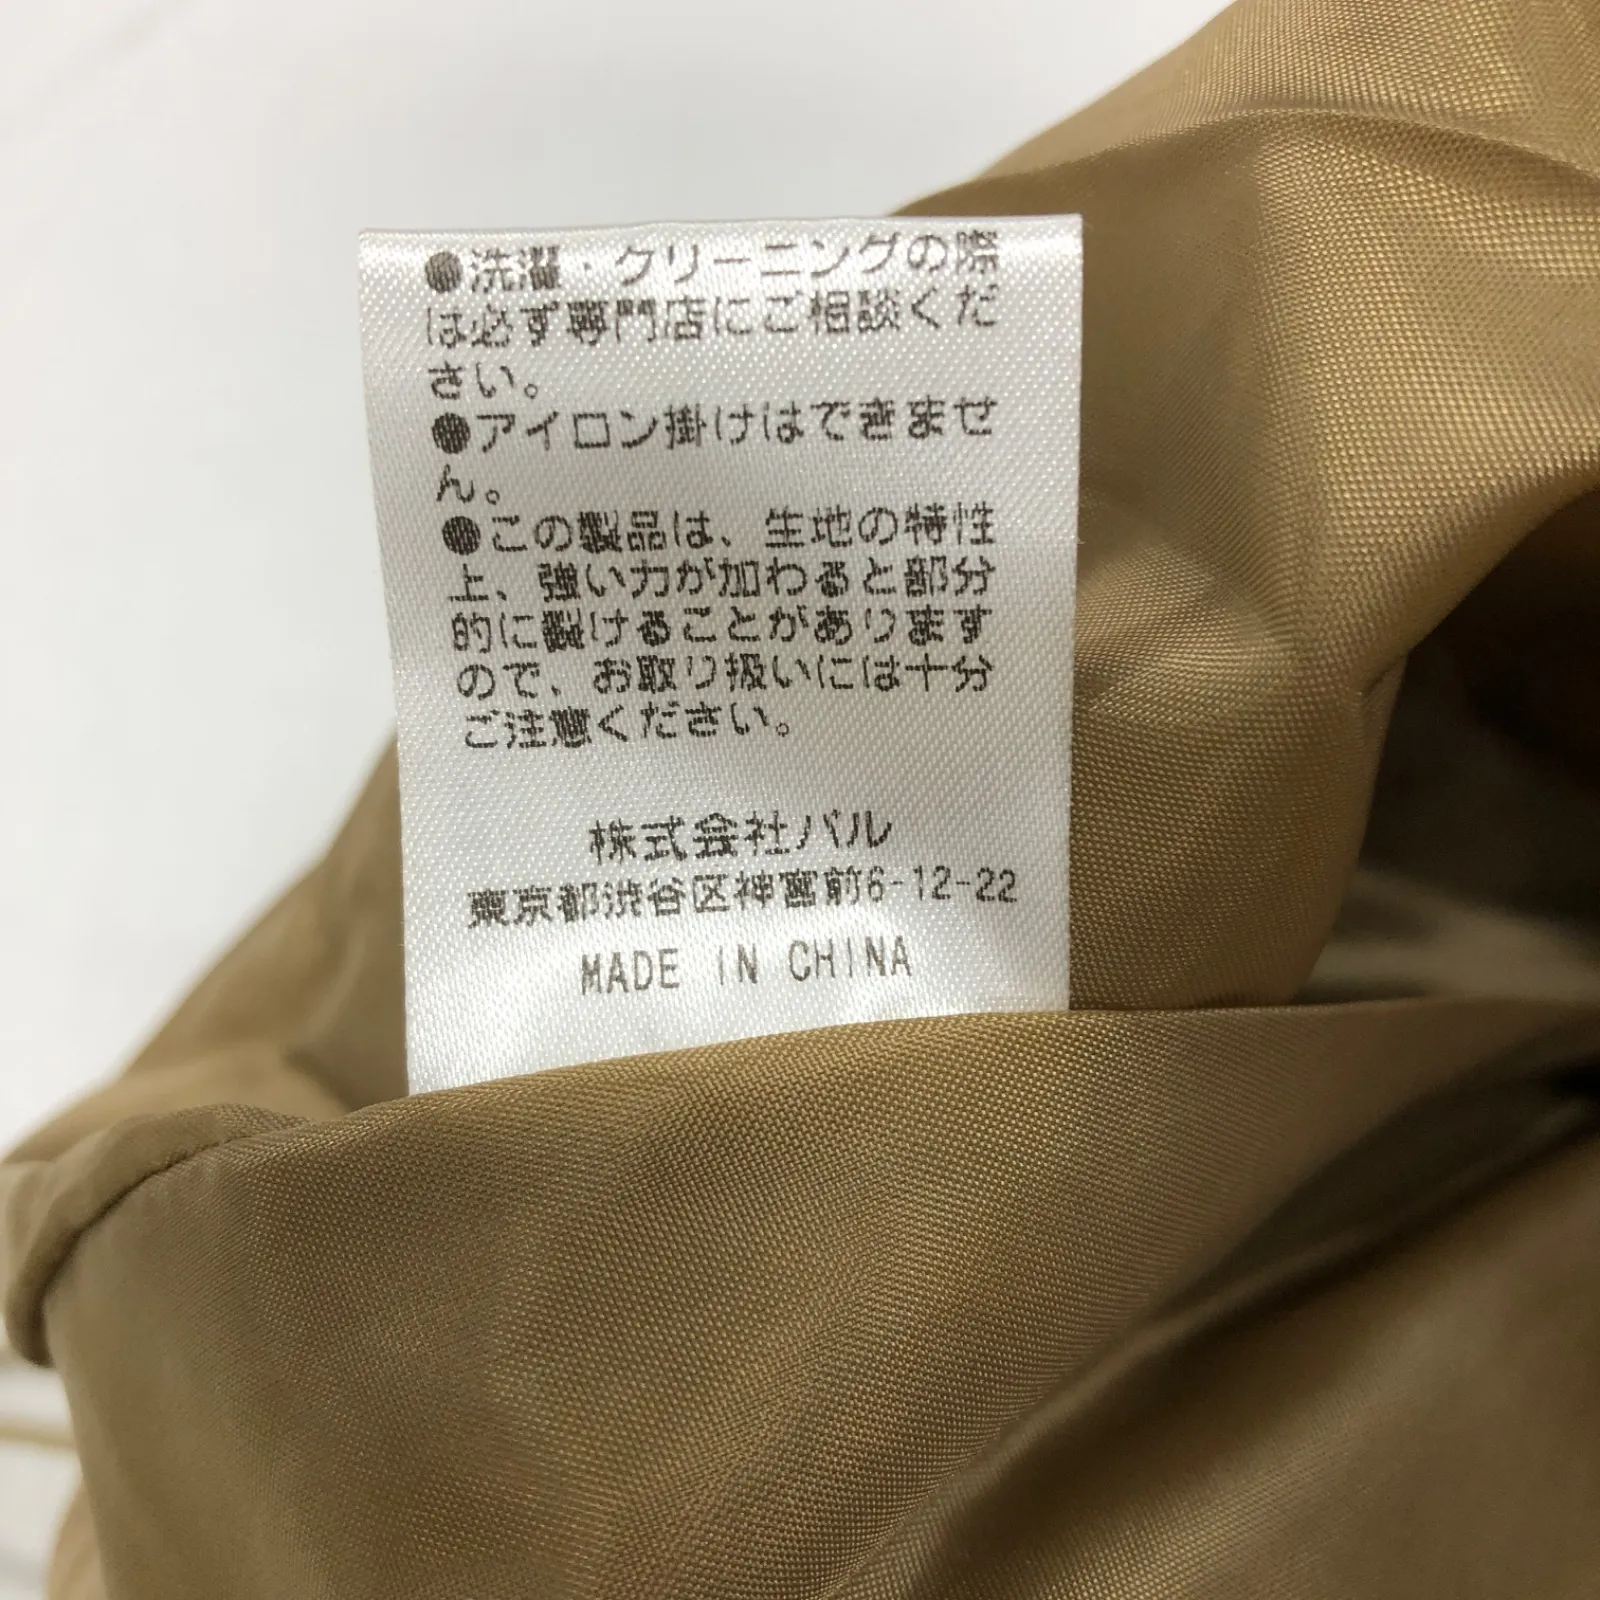 ●洗濯・クリーニングの際
は必ず専門店にご相談くだ
さい。
●アイロン掛けはできませ
ん。
●この製品は、生地の特性
上、強い力が加わると部分
的に裂けることがあります
ので、お取り扱いには十分
ご注意ください。
株式会社パル
東京都渋谷区神宮前6-12-22
MADE IN CHINA